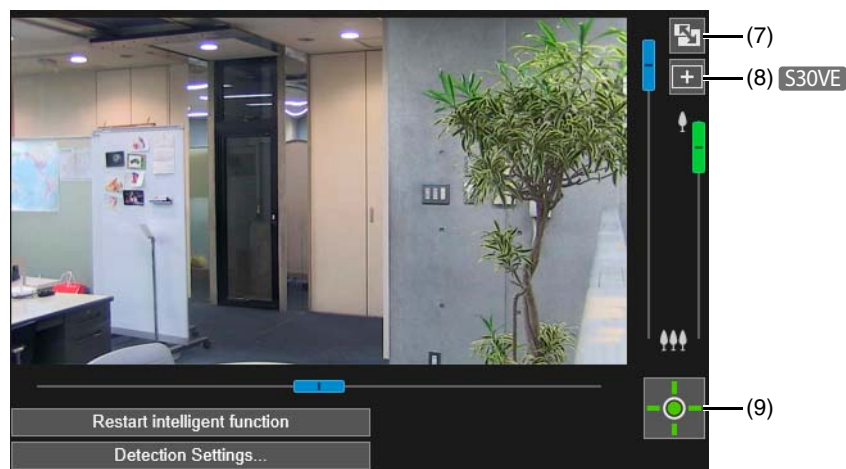 (7)
(8) S30VE
(9)
Restart intelligent function
Detection Settings...